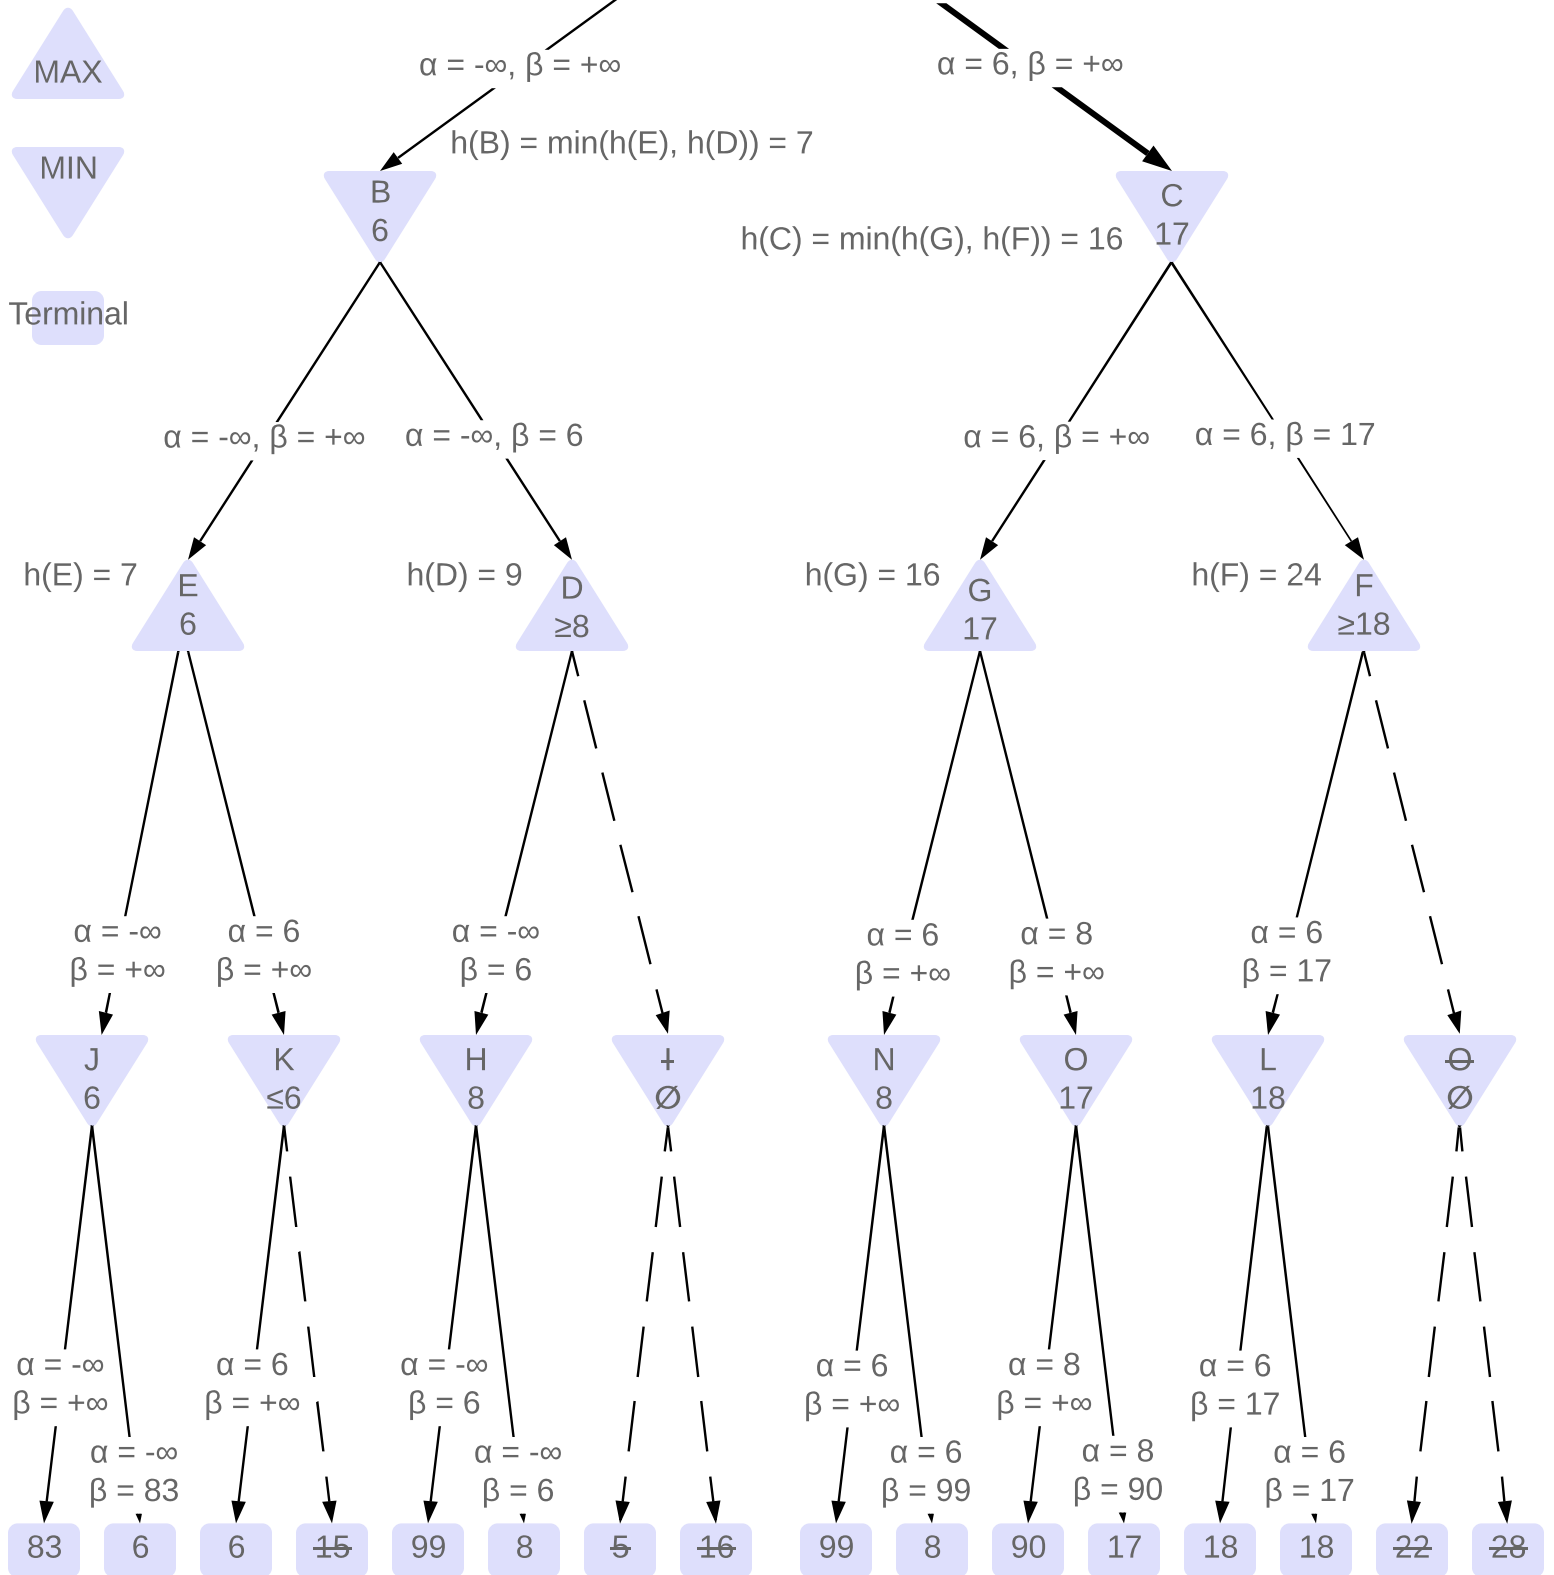 MAX
α = -∞, β = +∞
α = 6, β = +∞
h(B) = min(h(E), h(D)) = 7
MIN
B
6
C
17
h(C) = min(h(G), h(F)) = 16
Terminal
α = -∞, β = +∞
α = -∞, β = 6
α = 6, β = +∞
α = 6, β = 17
h(E) = 7
E
6
h(D) = 9
D
≥8
h(G) = 16
G
17
h(F) = 24
F
≥18
α = -∞
β = +∞
α = 6
β = +∞
α = -∞
β = 6
α = 6
β = +∞
α = 8
β = +∞
α = 6
β = 17
J
6
K
≤6
H
8
I
Ø
N
8
O
17
L
18
O
Ø
α = -∞
β = +∞
α = -∞
β = 83
α = 6
β = +∞
α = -∞
β = 6
α = -∞
β = 6
α = 6
β = +∞
α = 6
β = 99
α = 8
β = +∞
α = 8
β = 90
α = 6
β = 17
α = 6
β = 17
83
6
6
15
99
8
5
16
99
8
90
17
18
18
22
28